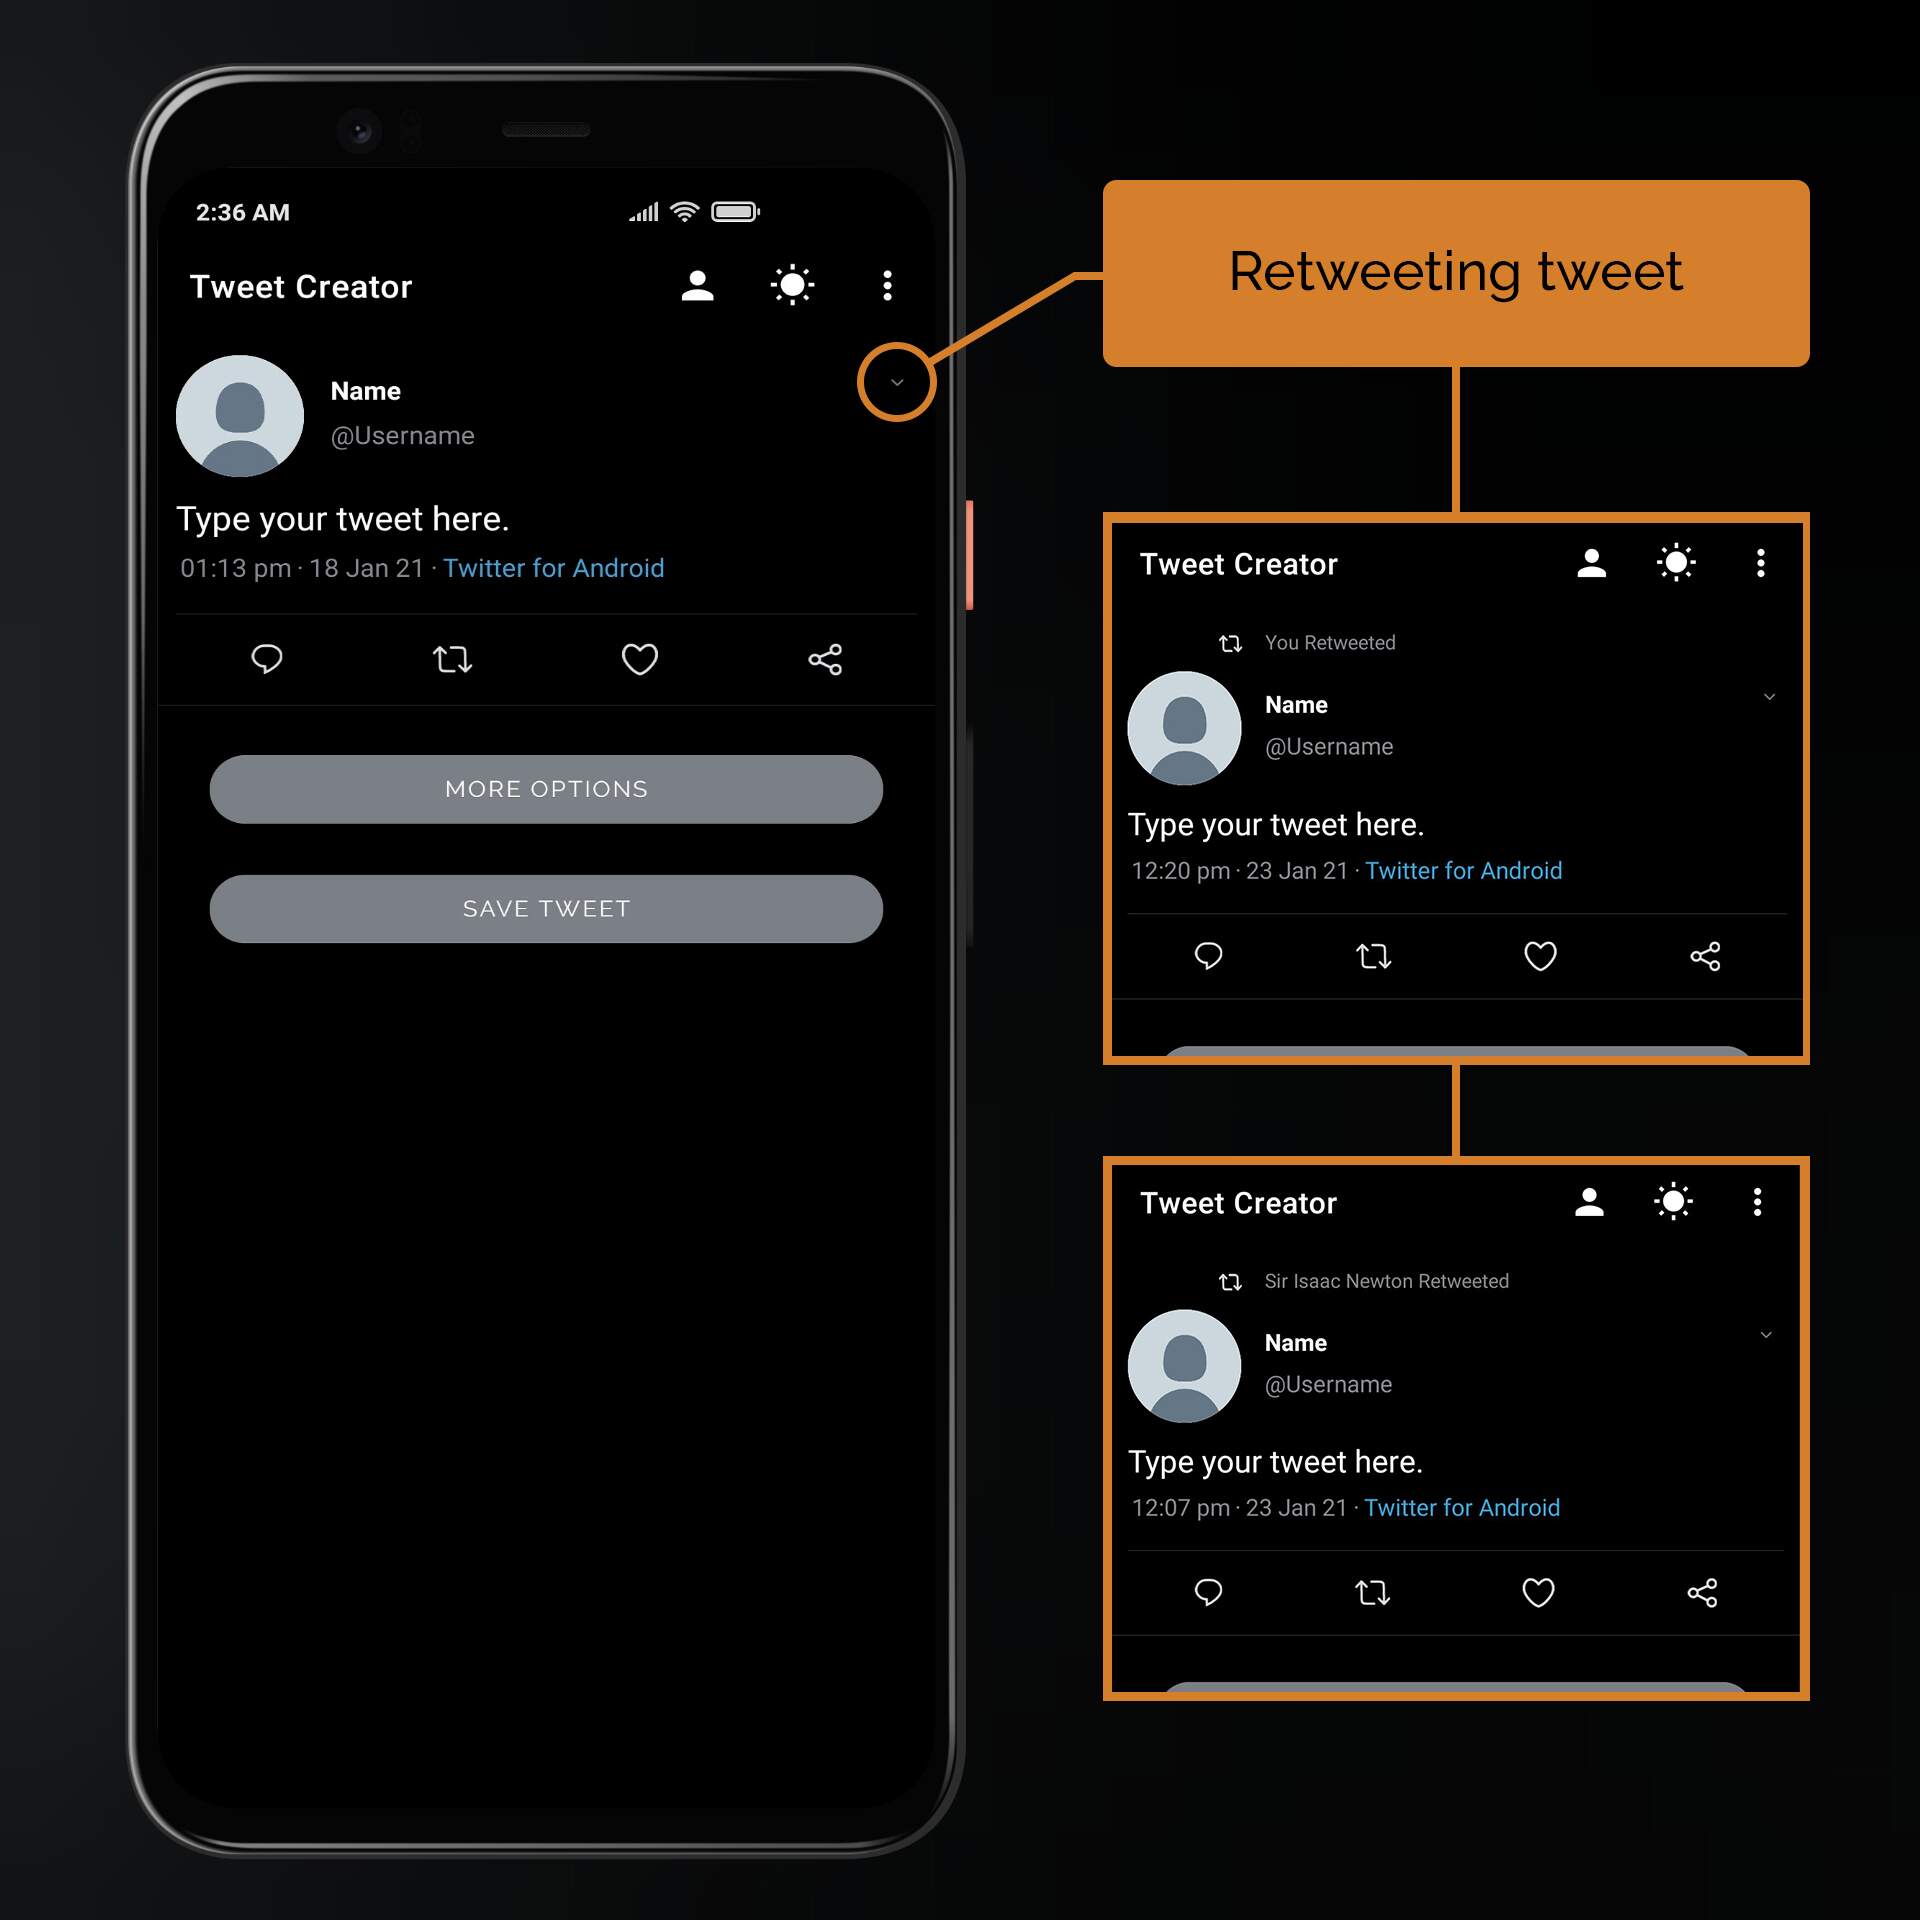 2:36 AM
Tweet Creator
Name
@Username
Type your tweet here.
01:13 pm · 18 Jan 21 · Twitter for Android
MORE OPTIONS
SAVE TWEET
Retweeting tweet
Tweet Creator
You Retweeted
Name
@Username
Type your tweet here.
12:20 pm · 23 Jan 21 · Twitter for Android
Tweet Creator
Sir Isaac Newton Retweeted
Name
@Username
Type your tweet here.
12:07 pm · 23 Jan 21 · Twitter for Android